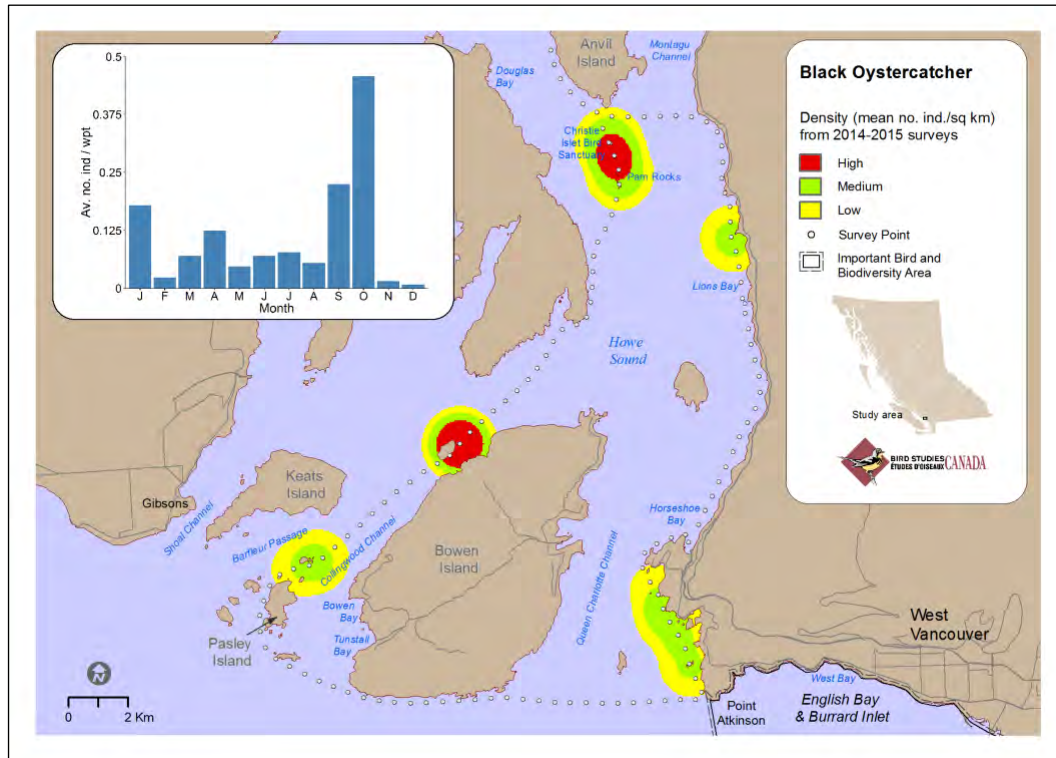 0.5
0.375
0.25
0.125
0
Av. no. ind / wpt
J F M A M J J A S O N D
Month
Anvil
Island
Montagu
Channel
Douglas
Bay
Christie
Islet Bird
Sanctuary
Pam Rocks
Lions Bay
Howe
Sound
Keats
Island
Gibsons
Shoal Channel
Barfleur Passage
Collingwood Channel
Bowen
Island
Bowen
Bay
Tunstall
Bay
Pasley
Island
Horseshoe
Bay
Queen Charlotte Channel
West
Vancouver
West Bay
Point
Atkinson
English Bay
& Burrard Inlet
N
0 2 Km
Black Oystercatcher
Density (mean no. ind./sq km)
from 2014-2015 surveys
High
Medium
Low
Survey Point
Important Bird and
Biodiversity Area
Study area
BIRD STUDIES
ÉTUDES D'OISEAUX CANADA